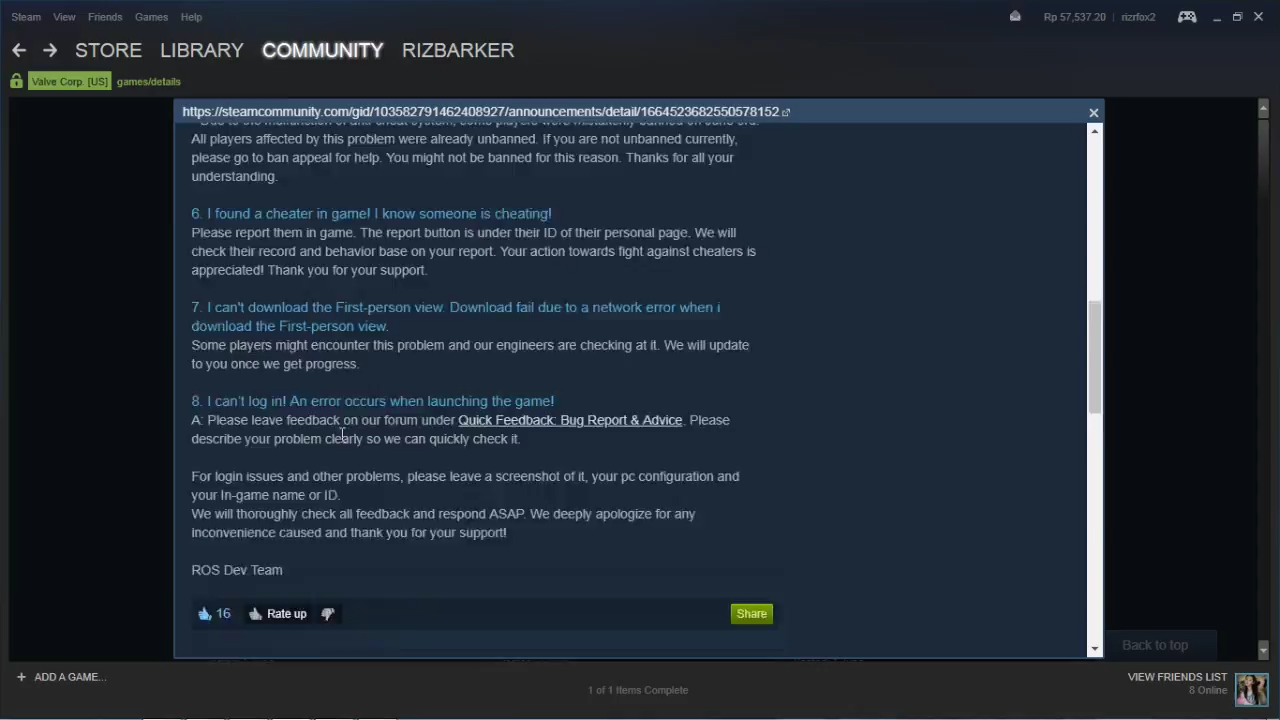 Steam View Friends Games Help
Rp 57,537.20 rizrfox2
STORE LIBRARY COMMUNITY RIZBARKER
Valve Corp. [US] games/details
https://steamcommunity.com/gid/103582791462408927/announcements/detail/1664523682550578152
All players affected by this problem were already unbanned. If you are not unbanned currently,
please go to ban appeal for help. You might not be banned for this reason. Thanks for all your
understanding.
6. I found a cheater in game! I know someone is cheating!
Please report them in game. The report button is under their ID of their personal page. We will
check their record and behavior base on your report. Your action towards fight against cheaters is
appreciated! Thank you for your support.
7. I can't download the First-person view. Download fail due to a network error when i
download the First-person view.
Some players might encounter this problem and our engineers are checking at it. We will update
to you once we get progress.
8. I can't log in! An error occurs when launching the game!
A: Please leave feedback on our forum under Quick Feedback: Bug Report & Advice. Please
describe your problem clearly so we can quickly check it.
For login issues and other problems, please leave a screenshot of it, your pc configuration and
your In-game name or ID.
We will thoroughly check all feedback and respond ASAP. We deeply apologize for any
inconvenience caused and thank you for your support!
ROS Dev Team
16 Rate up Share
Back to top
+ ADD A GAME...
1 of 1 Items Complete
VIEW FRIENDS LIST
8 Online